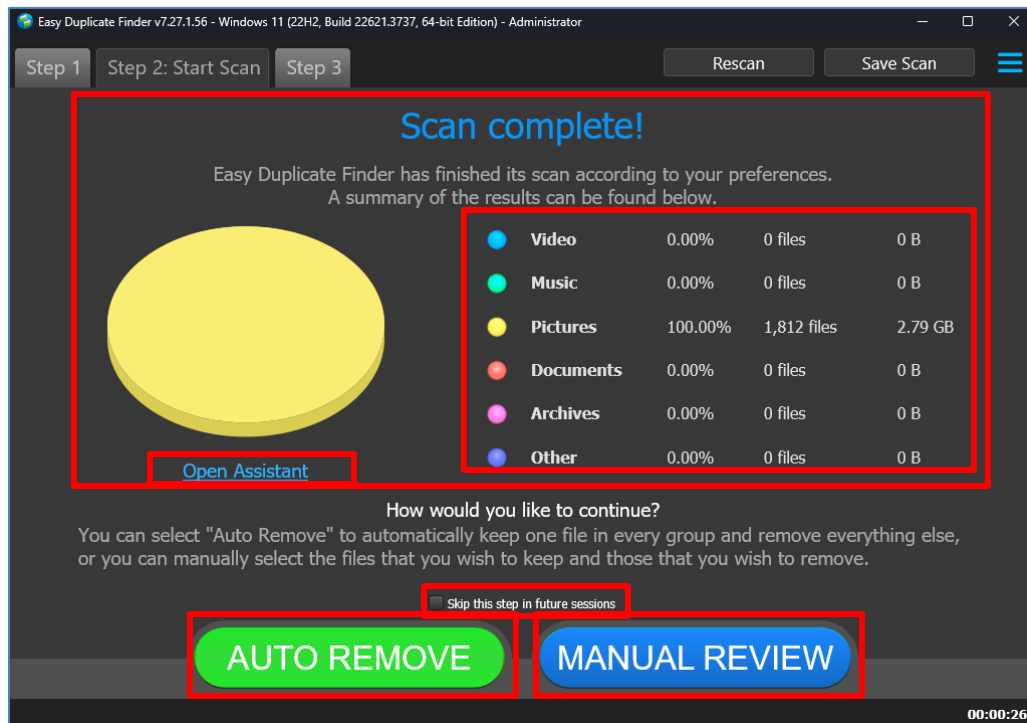 Easy Duplicate Finder v7.27.1.56 - Windows 11 (22H2, Build 22621.3737, 64-bit Edition) - Administrator
Step 1 Step 2: Start Scan Step 3 Rescan Save Scan
Scan complete!
Easy Duplicate Finder has finished its scan according to your preferences.
A summary of the results can be found below.
Video 0.00% 0 files 0 B
Music 0.00% 0 files 0 B
Pictures 100.00% 1,812 files 2.79 GB
Documents 0.00% 0 files 0 B
Archives 0.00% 0 files 0 B
Other 0.00% 0 files 0 B
Open Assistant
How would you like to continue?
You can select "Auto Remove" to automatically keep one file in every group and remove everything else,
or you can manually select the files that you wish to keep and those that you wish to remove.
Skip this step in future sessions
AUTO REMOVE MANUAL REVIEW
00:00:26